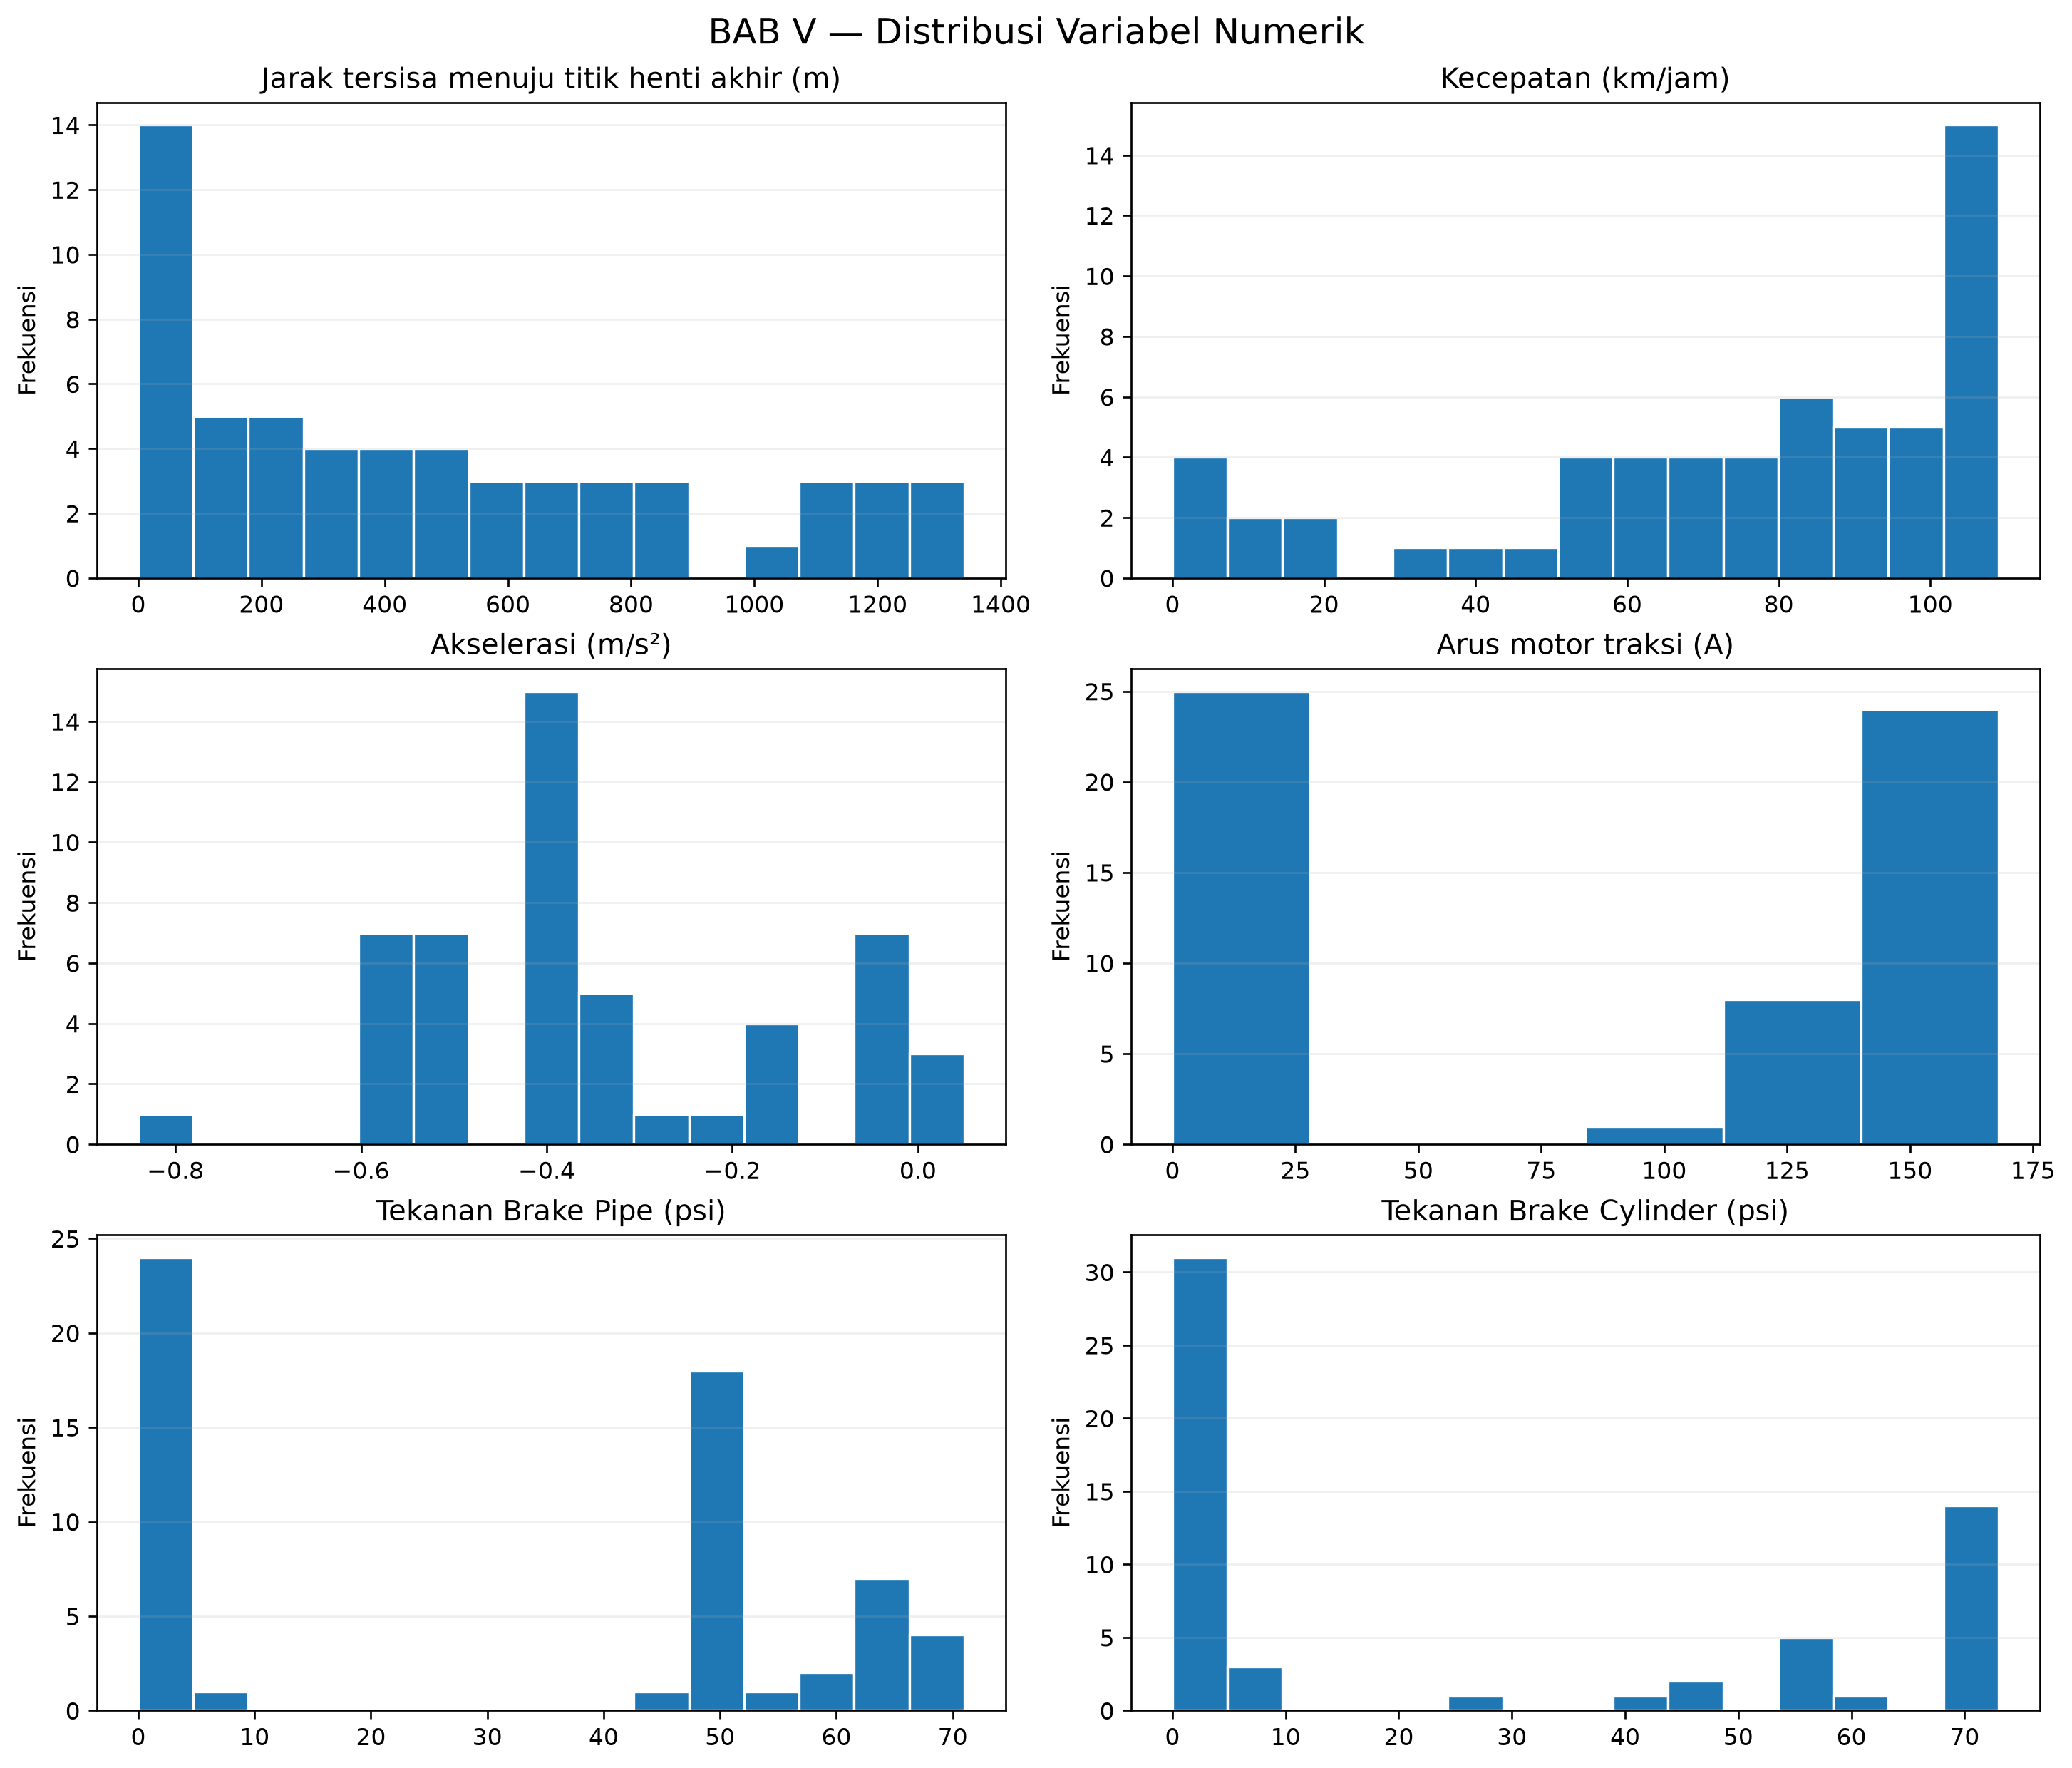 BAB V — Distribusi Variabel Numerik
Jarak tersisa menuju titik henti akhir (m)
Frekuensi
14
12
10
8
6
4
2
0
0 200 400 600 800 1000 1200 1400
Kecepatan (km/jam)
Frekuensi
14
12
10
8
6
4
2
0
0 20 40 60 80 100
Akselerasi (m/s²)
Frekuensi
14
12
10
8
6
4
2
0
−0.8 −0.6 −0.4 −0.2 0.0
Arus motor traksi (A)
Frekuensi
25
20
15
10
5
0
0 25 50 75 100 125 150 175
Tekanan Brake Pipe (psi)
Frekuensi
25
20
15
10
5
0
0 10 20 30 40 50 60 70
Tekanan Brake Cylinder (psi)
Frekuensi
30
25
20
15
10
5
0
0 10 20 30 40 50 60 70